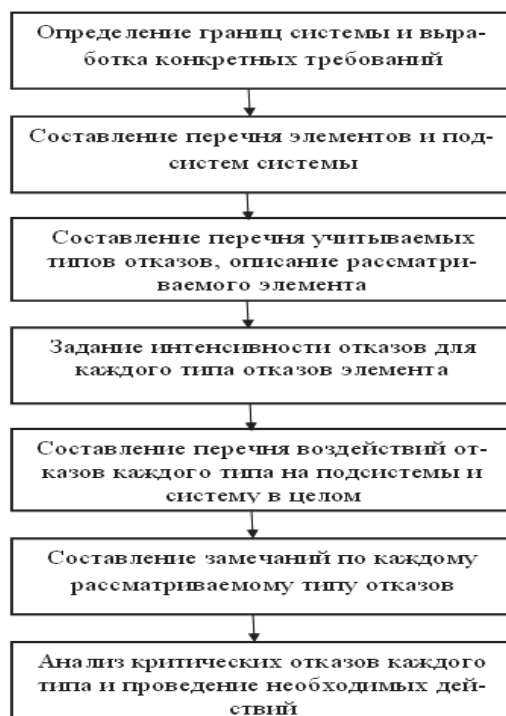 Определение границ системы и выра-
ботка конкретных требований
Составление перечня элементов и под-
систем системы
Составление перечня учитываемых
типов отказов, описание рассматри-
ваемого элемента
Задание интенсивности отказов для
каждого типа отказов элемента
Составление перечня воздействий от-
казов каждого типа на подсистемы и
систему в целом
Составление замечаний по каждому
рассматриваемому типу отказов
Анализ критических отказов каждого
типа и проведение необходимых дей-
ствий